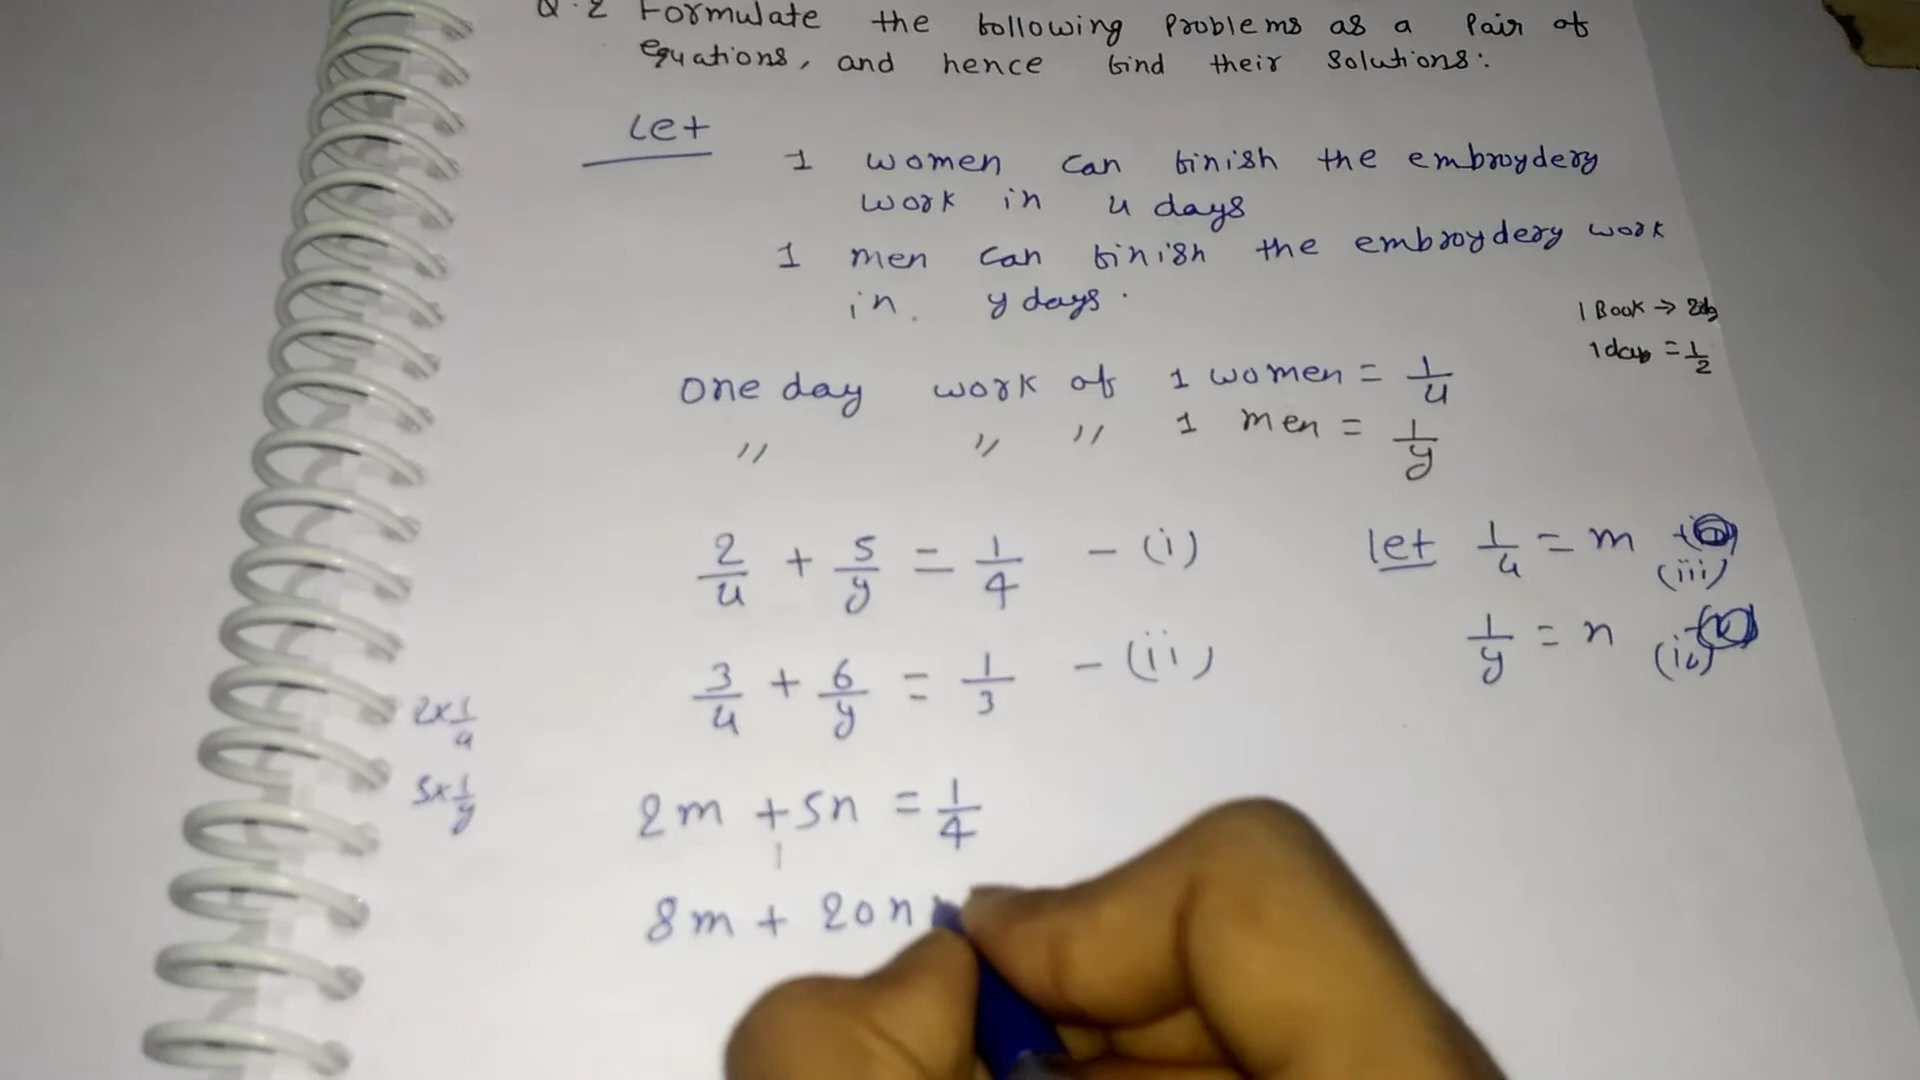 Q.2 Formulate the following Problems as a Pair of
equations, and hence find their Solutions:
Let
1 women can finish the embroydery
work in u days
1 men can finish the embroydery work
in. y days.
1 Book → 2day
1 day = 1/2
One day work of 1 women = 1/u
" " " 1 men = 1/y
2/u + 5/y = 1/4 - (i)
let 1/u = m (iii)
3/u + 6/y = 1/3 - (ii)
1/y = n (iv)
2x1/u
5x1/y
2m + 5n = 1/4
8m + 20n